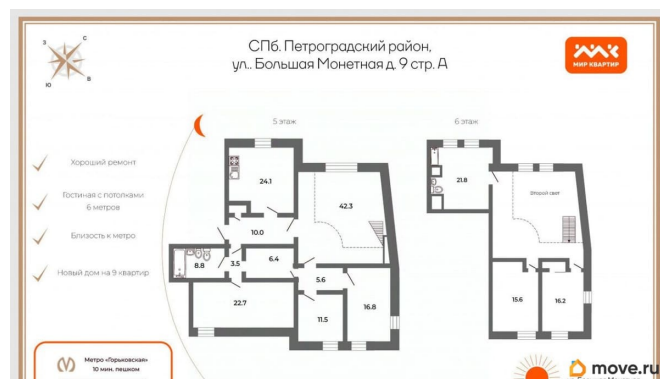 СПб. Петроградский район,
ул.. Большая Монетная д. 9 стр. А
МИР КВАРТИР
З
С
Ю
В
5 этаж
6 этаж
Хороший ремонт
Гостиная с потолками
6 метров
Близость к метро
Новый дом на 9 квартир
24.1
42.3
10.0
8.8
3.5
6.4
5.6
22.7
11.5
16.8
21.8
Второй свет
15.6
16.2
Метро «Горьковская»
10 мин. пешком
move.ru